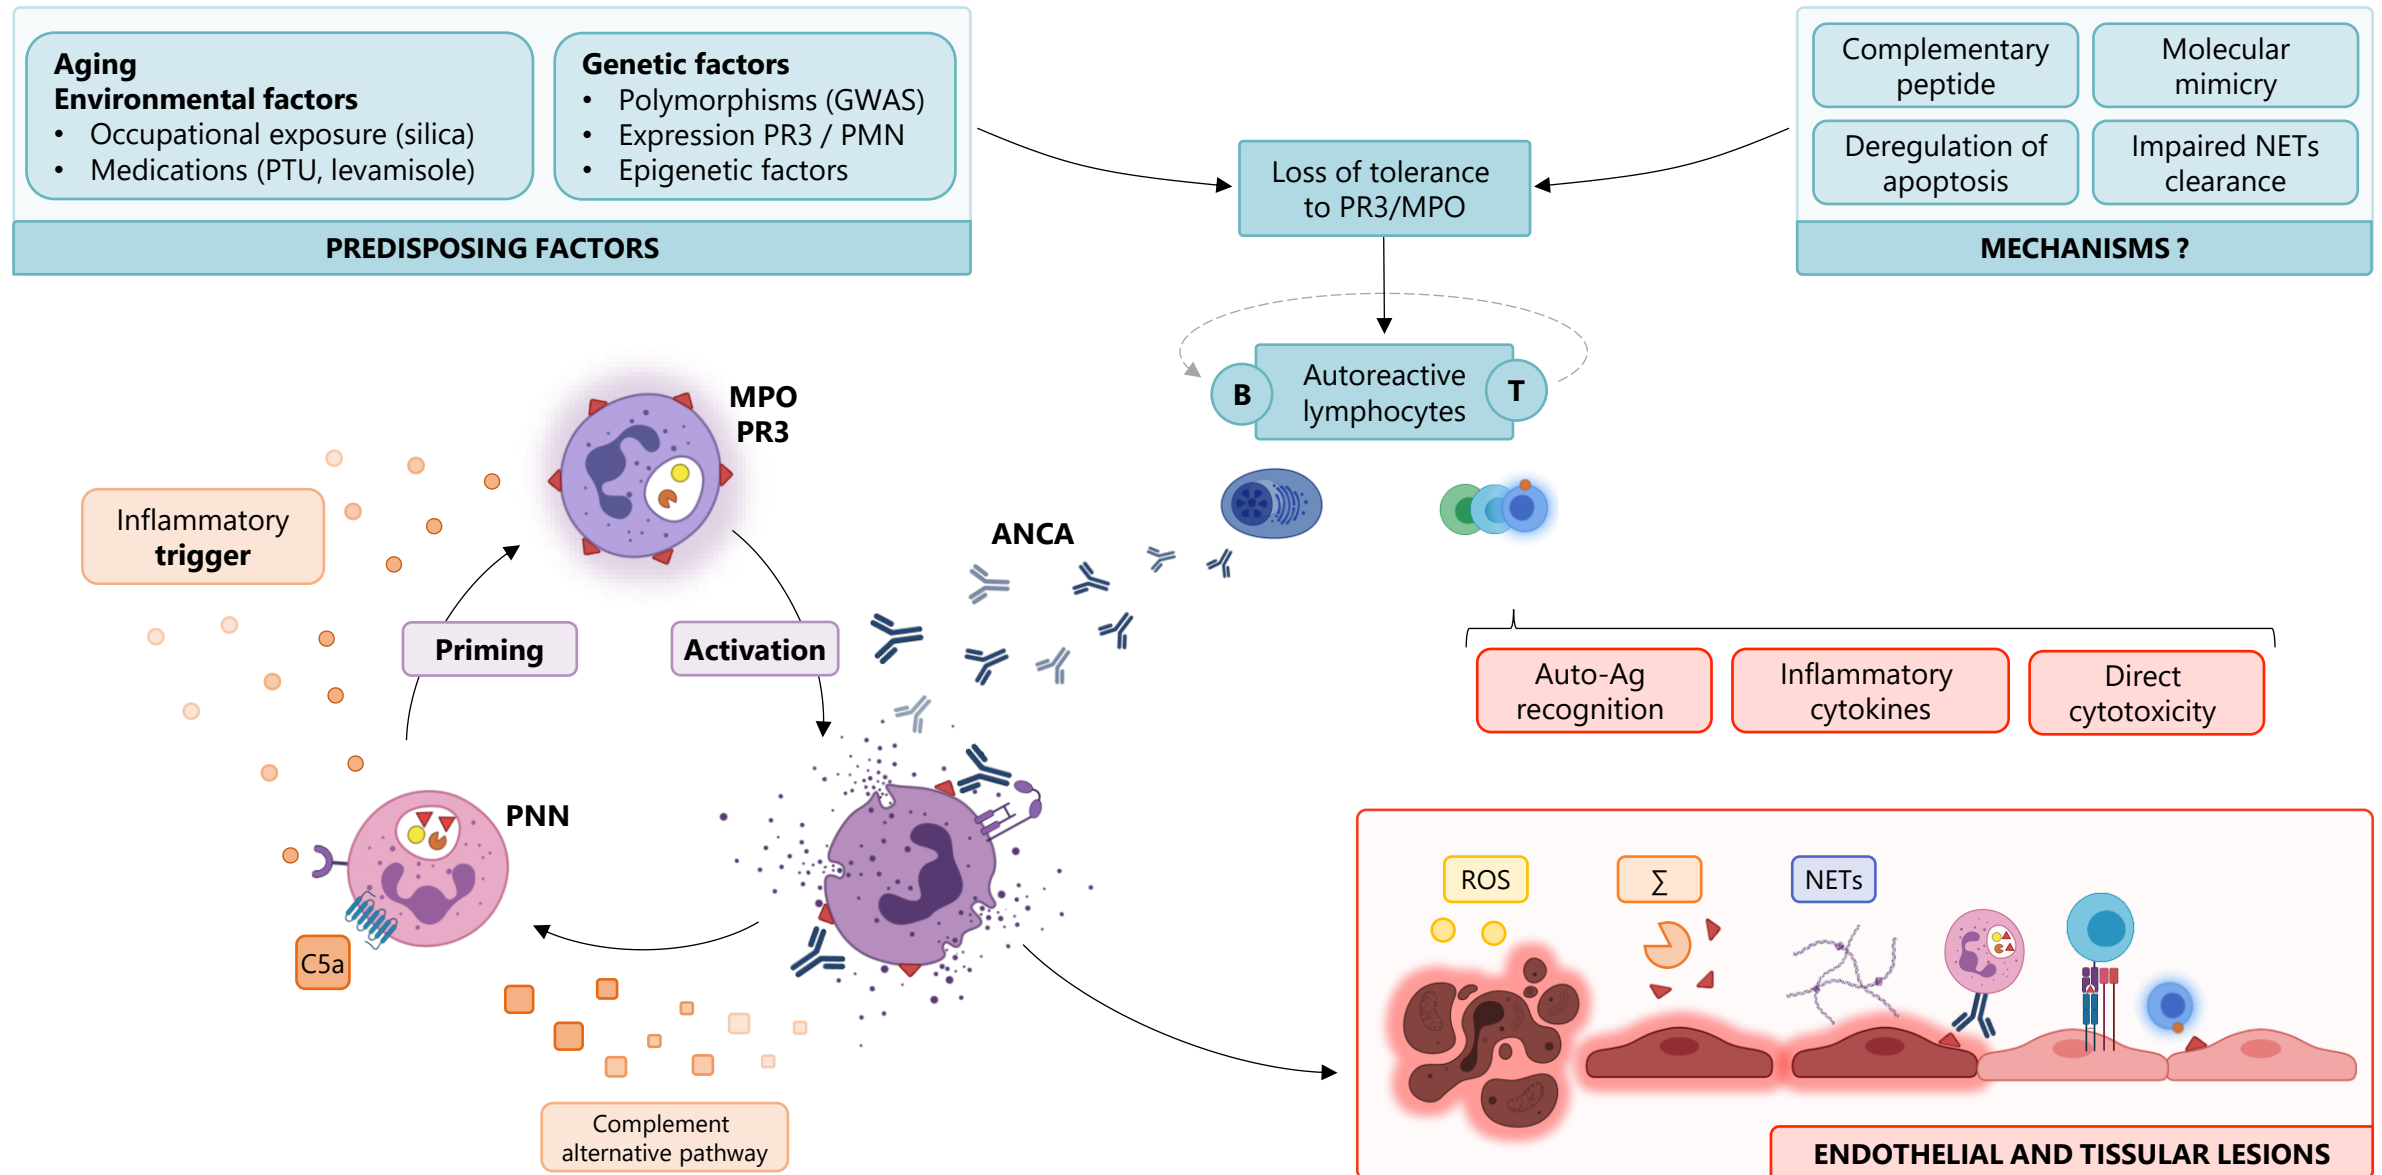 Aging
Environmental factors
• Occupational exposure (silica)
• Medications (PTU, levamisole)
Genetic factors
• Polymorphisms (GWAS)
• Expression PR3 / PMN
• Epigenetic factors
PREDISPOSING FACTORS
Loss of tolerance
to PR3/MPO
Complementary
peptide
Molecular
mimicry
Deregulation of
apoptosis
Impaired NETs
clearance
MECHANISMS ?
B
Autoreactive
lymphocytes
T
MPO
PR3
Inflammatory
trigger
ANCA
Priming
Activation
Auto-Ag
recognition
Inflammatory
cytokines
Direct
cytotoxicity
PNN
C5a
Complement
alternative pathway
ROS
∑
NETs
ENDOTHELIAL AND TISSULAR LESIONS